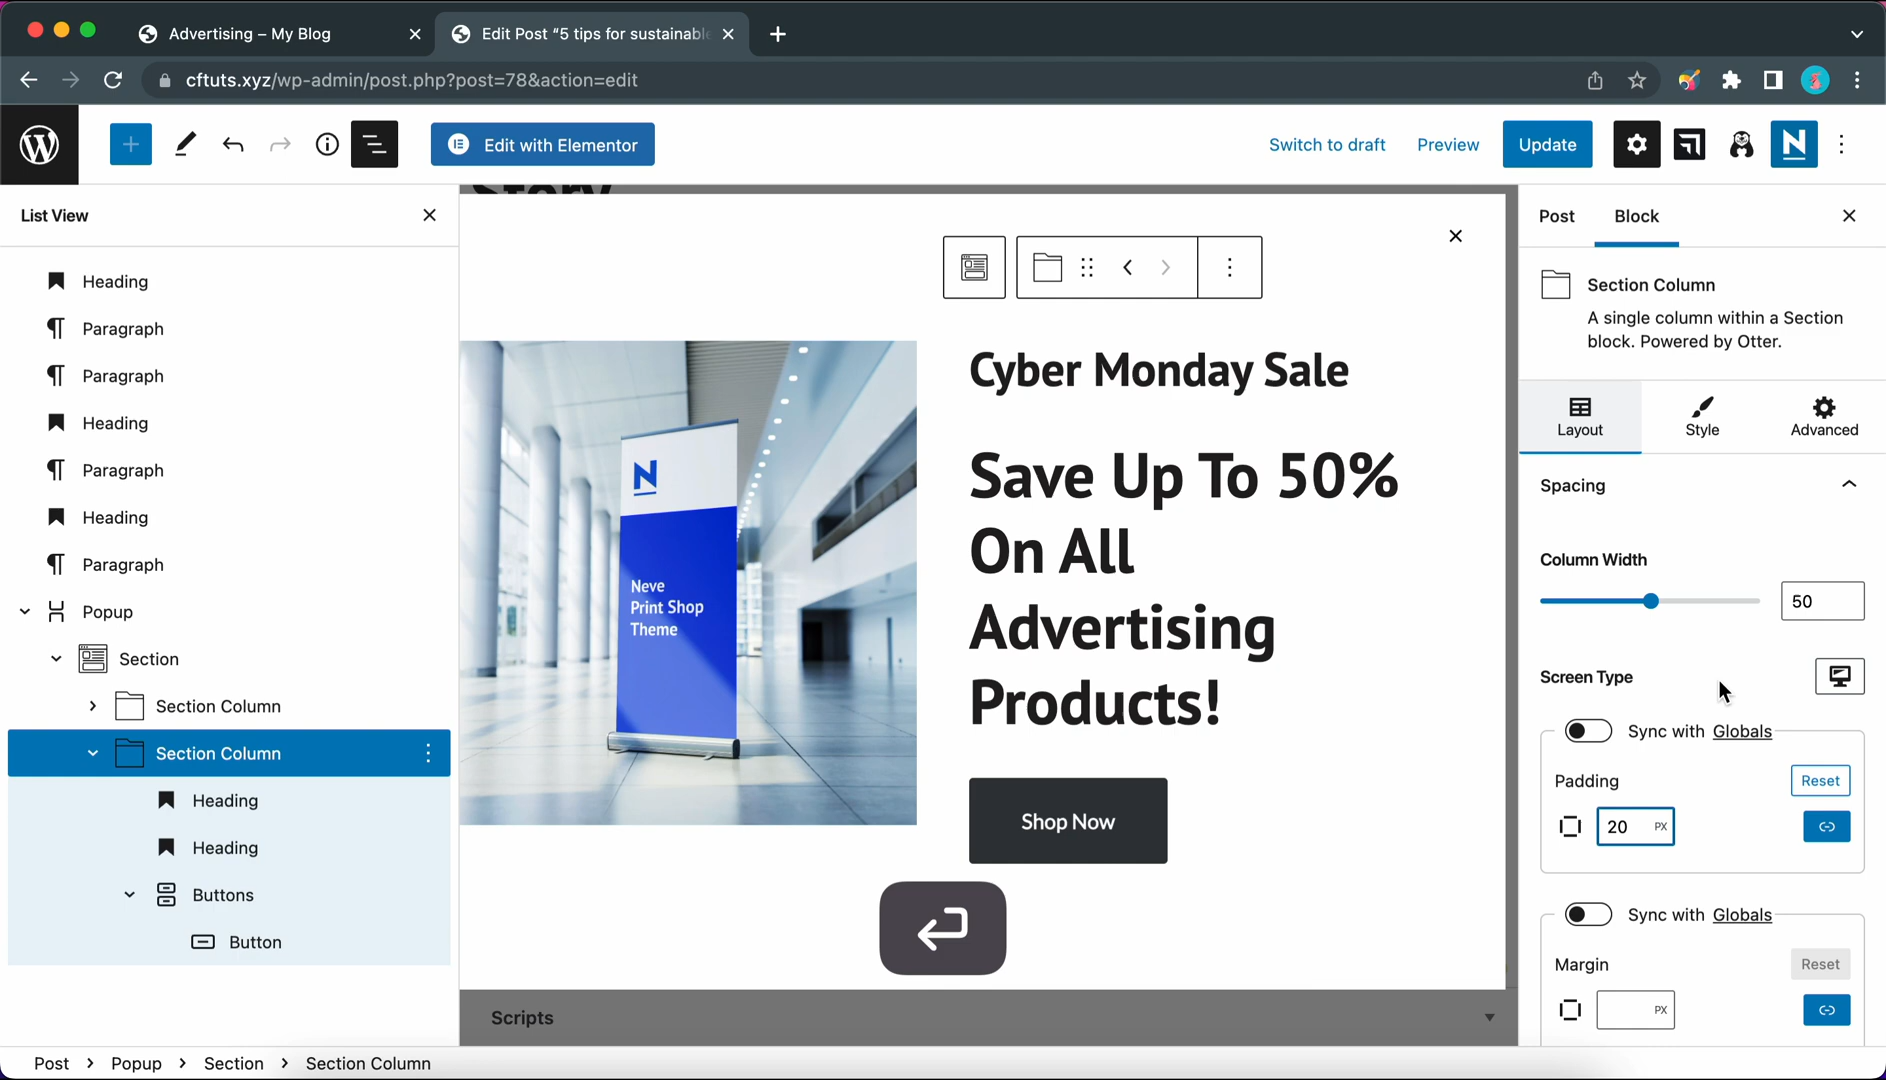 Advertising – My Blog
Edit Post “5 tips for sustainable
cftuts.xyz/wp-admin/post.php?post=78&action=edit
Edit with Elementor
Switch to draft
Preview
Update
List View
Story
Post
Block
Heading
Paragraph
Paragraph
Heading
Paragraph
Heading
Paragraph
Popup
Section
Section Column
Section Column
Heading
Heading
Buttons
Button
N
Neve
Print Shop
Theme
Cyber Monday Sale
Save Up To 50%
On All
Advertising
Products!
Shop Now
Scripts
Section Column
A single column within a Section
block. Powered by Otter.
Layout
Style
Advanced
Spacing
Column Width
50
Screen Type
Sync with Globals
Padding
Reset
20 PX
Sync with Globals
Margin
Reset
PX
Post > Popup > Section > Section Column